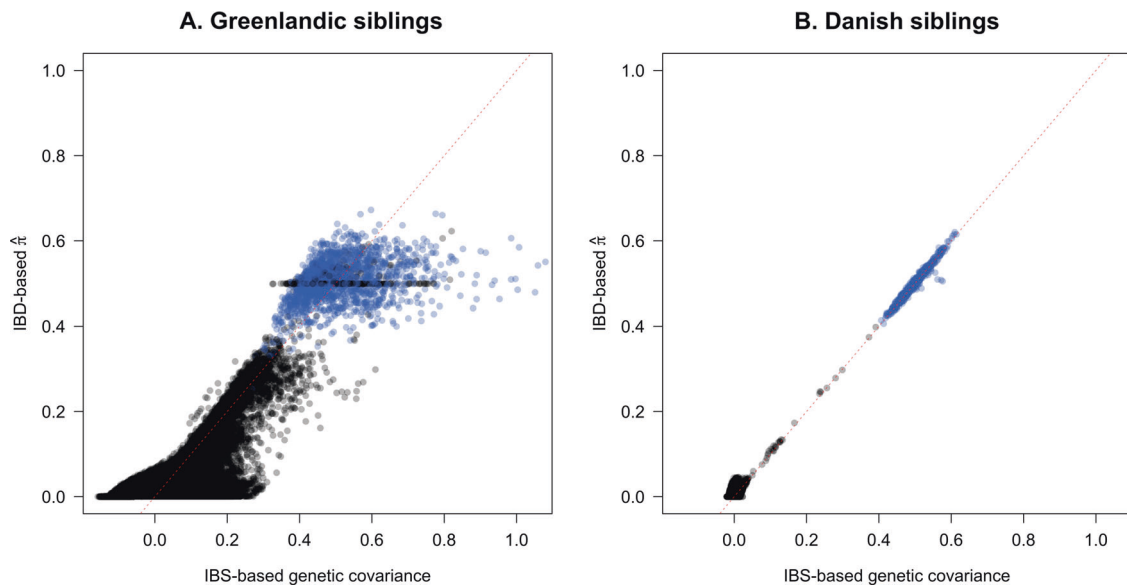 A. Greenlandic siblings
1.0
0.8
0.6
0.4
0.2
0.0
IBD-based π̂
0.0 0.2 0.4 0.6 0.8 1.0
IBS-based genetic covariance
B. Danish siblings
1.0
0.8
0.6
0.4
0.2
0.0
IBD-based π̂
0.0 0.2 0.4 0.6 0.8 1.0
IBS-based genetic covariance